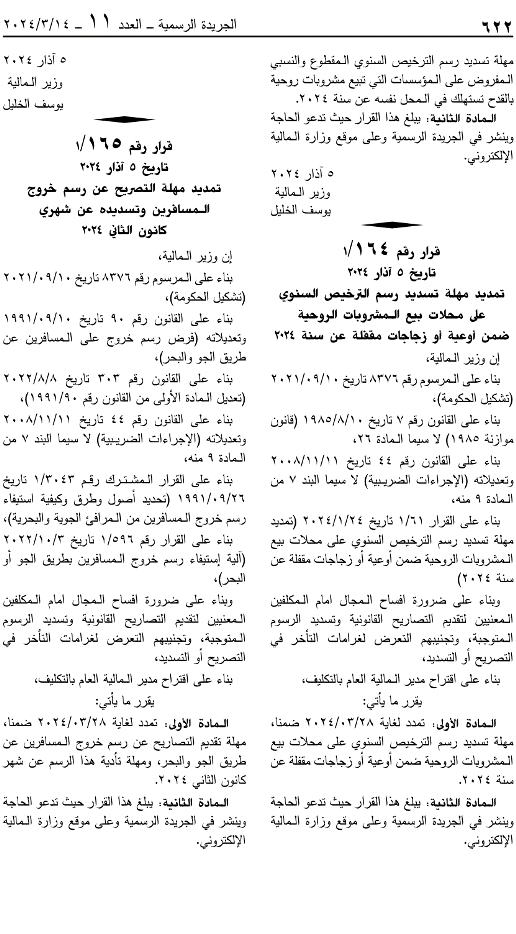 ٦٢٢
الجريدة الرسمية ــ العدد ١١ ــ ٢٠٢٤/٣/١٤
مهلة تسديد رسم الترخيص السنوي المقطوع والنسبي
المفروض على المؤسسات التي تبيع مشروبات روحية
بالقدح تستهلك في المحل نفسه عن سنة ٢٠٢٤.
المادة الثانية: يبلغ هذا القرار حيث تدعو الحاجة
وينشر في الجريدة الرسمية وعلى موقع وزارة المالية
الإلكتروني.
٥ آذار ٢٠٢٤
وزير المالية
يوسف الخليل
قرار رقم ١/١٦٤
تاريخ ٥ آذار ٢٠٢٤
تمديد مهلة تسديد رسم الترخيص السنوي
على محلات بيع المشروبات الروحية
ضمن أوعية أو زجاجات مقفلة عن سنة ٢٠٢٤
إن وزير المالية،
بناء على المرسوم رقم ٨٣٧٦ تاريخ ٢٠٢١/٠٩/١٠
(تشكيل الحكومة)،
بناء على القانون رقم ٧ تاريخ ١٩٨٥/٨/١٠ (قانون
موازنة ١٩٨٥) لا سيما المادة ٢٦،
بناء على القانون رقم ٤٤ تاريخ ٢٠٠٨/١١/١١
وتعديلاته (الإجراءات الضريبية) لا سيما البند ٧ من
المادة ٩ منه،
بناء على القرار ١/٦١ تاريخ ٢٠٢٤/١/٢٤ (تمديد
مهلة تسديد رسم الترخيص السنوي على محلات بيع
المشروبات الروحية ضمن أوعية أو زجاجات مقفلة عن
سنة ٢٠٢٤)
وبناء على ضرورة افساح المجال امام المكلفين
المعنيين لتقديم التصاريح القانونية وتسديد الرسوم
المتوجبة، وتجنيبهم التعرض لغرامات التأخر في
التصريح أو التسديد،
بناء على اقتراح مدير المالية العام بالتكليف،
يقرر ما يأتي:
المادة الأولى: تمدد لغاية ٢٠٢٤/٠٣/٢٨ ضمنا،
مهلة تسديد رسم الترخيص السنوي على محلات بيع
المشروبات الروحية ضمن أوعية أو زجاجات مقفلة عن
سنة ٢٠٢٤.
المادة الثانية: يبلغ هذا القرار حيث تدعو الحاجة
وينشر في الجريدة الرسمية وعلى موقع وزارة المالية
الإلكتروني.
٥ آذار ٢٠٢٤
وزير المالية
يوسف الخليل
قرار رقم ١/١٦٥
تاريخ ٥ آذار ٢٠٢٤
تمديد مهلة التصريح عن رسم خروج
المسافرين وتسديده عن شهري
كانون الثاني ٢٠٢٤
إن وزير المالية،
بناء على المرسوم رقم ٨٣٧٦ تاريخ ٢٠٢١/٠٩/١٠
(تشكيل الحكومة)،
بناء على القانون رقم ٩٠ تاريخ ١٩٩١/٠٩/١٠
وتعديلاته (فرض رسم خروج على المسافرين عن
طريق الجو والبحر)،
بناء على القانون رقم ٣٠٣ تاريخ ٢٠٢٢/٨/٨
(تعديل المادة الأولى من القانون رقم ١٩٩١/٩٠)،
بناء على القانون رقم ٤٤ تاريخ ٢٠٠٨/١١/١١
وتعديلاته (الإجراءات الضريبية) لا سيما البند ٧ من
المادة ٩ منه،
بناء على القرار المشترك رقم ١/٣٠٤٣ تاريخ
١٩٩١/٠٩/٢٦ (تحديد أصول وطرق وكيفية استيفاء
رسم خروج المسافرين من المرافئ الجوية والبحرية)،
بناء على القرار رقم ١/٥٩٦ تاريخ ٢٠٢٢/١٠/٣
(آلية إستيفاء رسم خروج المسافرين بطريق الجو أو
البحر)،
وبناء على ضرورة افساح المجال امام المكلفين
المعنيين لتقديم التصاريح القانونية وتسديد الرسوم
المتوجبة، وتجنيبهم التعرض لغرامات التأخر في
التصريح أو التسديد،
بناء على اقتراح مدير المالية العام بالتكليف،
يقرر ما يأتي:
المادة الأولى: تمدد لغاية ٢٠٢٤/٠٣/٢٨ ضمنا،
مهلة تقديم التصاريح عن رسم خروج المسافرين عن
طريق الجو والبحر، ومهلة تأدية هذا الرسم عن شهر
كانون الثاني ٢٠٢٤.
المادة الثانية: يبلغ هذا القرار حيث تدعو الحاجة
وينشر في الجريدة الرسمية وعلى موقع وزارة المالية
الإلكتروني.